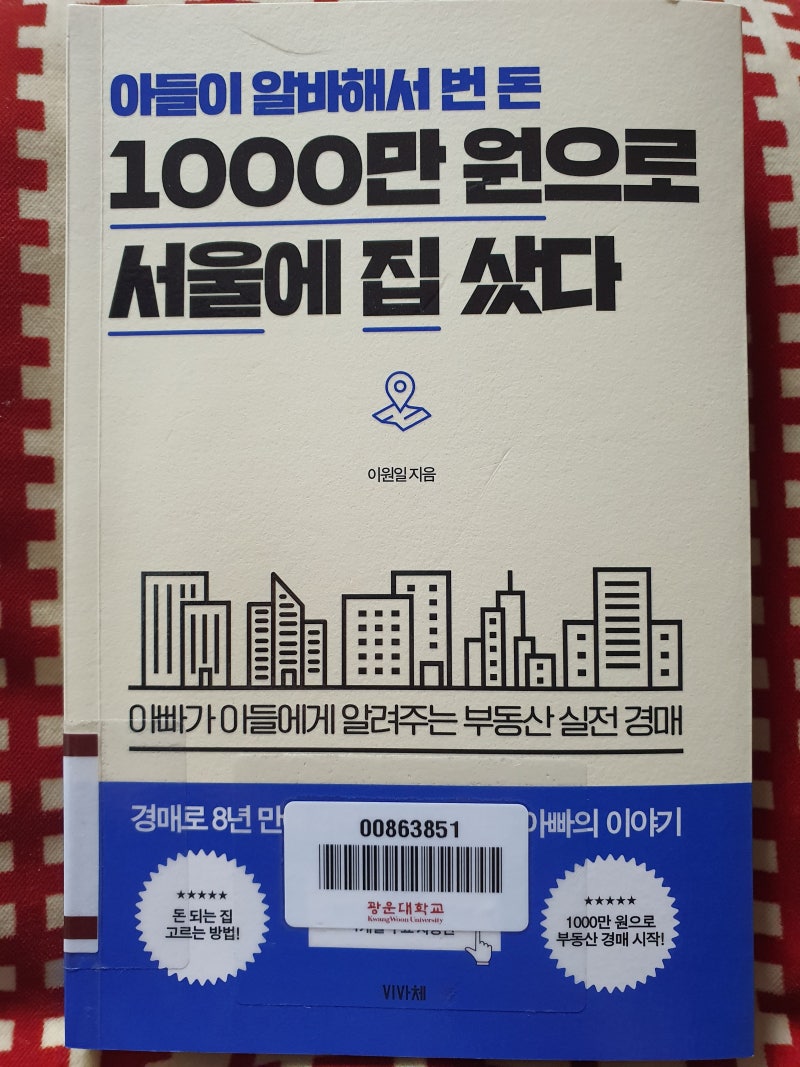 아들이 알바해서 번 돈
1000만 원으로
서울에 집 샀다
이원일 지음
아빠가 아들에게 알려주는 부동산 실전 경매
경매로 8년 만
아빠의 이야기
00863851
광운대학교
KwangWoon University
★★★★★
돈 되는 집
고르는 방법!
★★★★★
1000만 원으로
부동산 경매 시작!
비바체